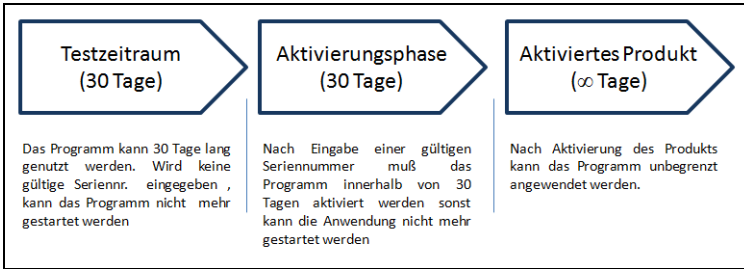 Testzeitraum
(30 Tage)
Aktivierungsphase
(30 Tage)
Aktiviertes Produkt
(∞ Tage)
Das Programm kann 30 Tage lang
genutzt werden. Wird keine
gültige Seriennr. eingegeben ,
kann das Programm nicht mehr
gestartet werden
Nach Eingabe einer gültigen
Seriennummer muß das
Programm innerhalb von 30
Tagen aktiviert werden sonst
kann die Anwendung nicht mehr
gestartet werden
Nach Aktivierung des Produkts
kann das Programm unbegrenzt
angewendet werden.